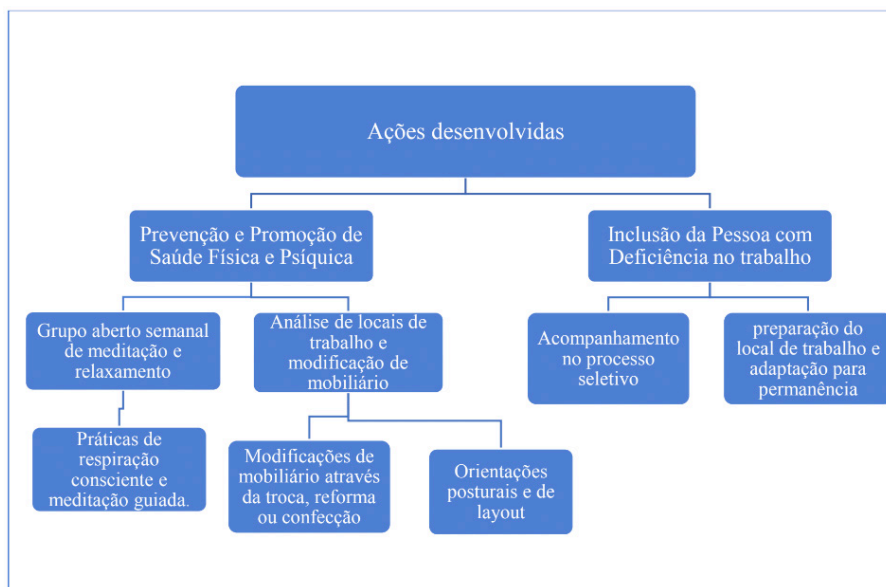 Ações desenvolvidas
Prevenção e Promoção de
Saúde Física e Psíquica
Inclusão da Pessoa com
Deficiência no trabalho
Grupo aberto semanal
de meditação e
relaxamento
Análise de locais de
trabalho e
modificação de
mobiliário
Acompanhamento
no processo
seletivo
preparação do
local de trabalho e
adaptação para
permanência
Práticas de
respiração
consciente e
meditação guiada.
Modificações de
mobiliário através
da troca, reforma
ou confecção
Orientações
posturais e de
layout